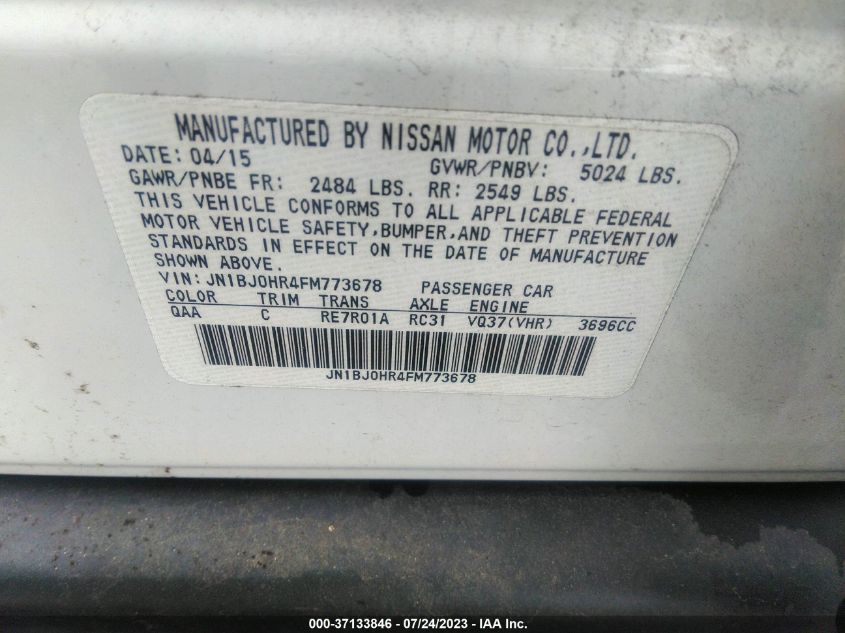 MANUFACTURED BY NISSAN MOTOR CO.,LTD.
DATE: 04/15 GVWR/PNBV: 5024 LBS.
GAWR/PNBE FR: 2484 LBS. RR: 2549 LBS.
THIS VEHICLE CONFORMS TO ALL APPLICABLE FEDERAL
MOTOR VEHICLE SAFETY,BUMPER,AND THEFT PREVENTION
STANDARDS IN EFFECT ON THE DATE OF MANUFACTURE
SHOWN ABOVE.
VIN: JN1BJ0HR4FM773678 PASSENGER CAR
COLOR TRIM TRANS AXLE ENGINE
QAA C RE7R01A RC31 VQ37(VHR) 3696CC
JN1BJ0HR4FM773678
000-37133846 / 07/24/2023 - IAA Inc.